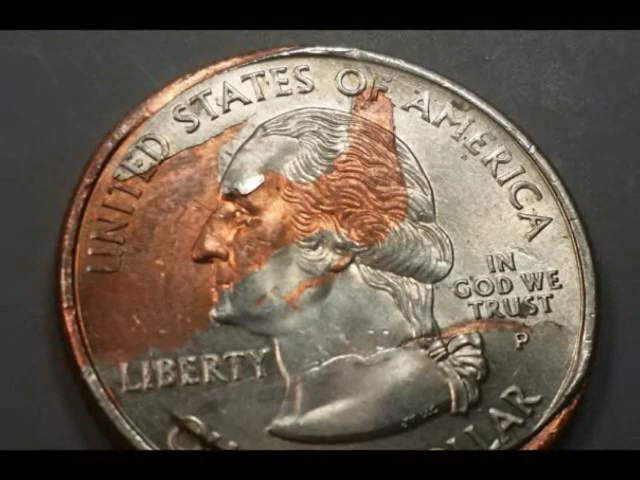 UNITED STATES OF AMERICA
IN
GOD WE
TRUST
P
LIBERTY